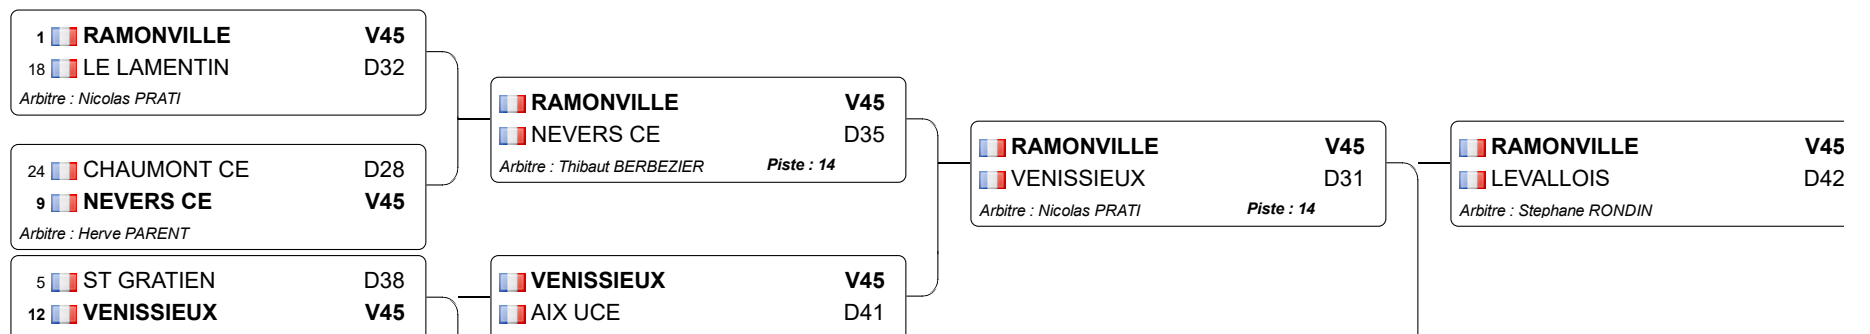 1 RAMONVILLE V45
18 LE LAMENTIN D32
Arbitre : Nicolas PRATI
24 CHAUMONT CE D28
9 NEVERS CE V45
Arbitre : Herve PARENT
5 ST GRATIEN D38
12 VENISSIEUX V45
RAMONVILLE V45
NEVERS CE D35
Arbitre : Thibaut BERBEZIER Piste : 14
VENISSIEUX V45
AIX UCE D41
RAMONVILLE V45
VENISSIEUX D31
Arbitre : Nicolas PRATI Piste : 14
RAMONVILLE V45
LEVALLOIS D42
Arbitre : Stephane RONDIN